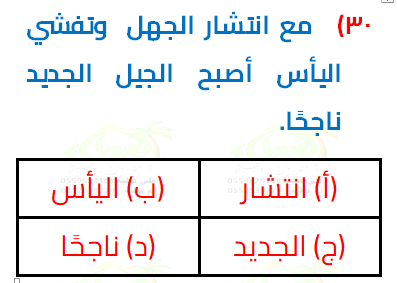 ٣٠) مع انتشار الجهل وتفشي
اليأس أصبح الجيل الجديد
ناجحًا.
(أ) انتشار (ب) اليأس
(ج) الجديد (د) ناجحًا